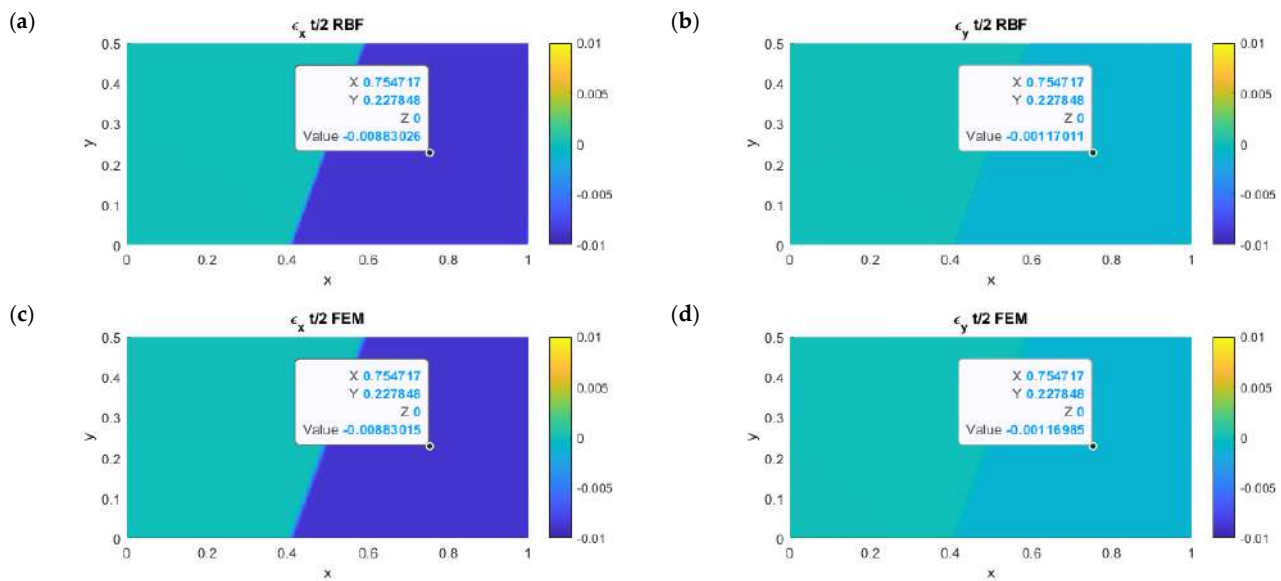 (a)
ϵx t/2 RBF
0.5
0.4
0.3
0.2
0.1
0
y
0
0.2
0.4
0.6
0.8
1
x
X 0.754717
Y 0.227848
Z 0
Value -0.00883026
0.01
0.005
0
-0.005
-0.01
(b)
ϵy t/2 RBF
0.5
0.4
0.3
0.2
0.1
0
y
0
0.2
0.4
0.6
0.8
1
x
X 0.754717
Y 0.227848
Z 0
Value -0.00117011
0.01
0.005
0
-0.005
-0.01
(c)
ϵx t/2 FEM
0.5
0.4
0.3
0.2
0.1
0
y
0
0.2
0.4
0.6
0.8
1
x
X 0.754717
Y 0.227848
Z 0
Value -0.00883015
0.01
0.005
0
-0.005
-0.01
(d)
ϵy t/2 FEM
0.5
0.4
0.3
0.2
0.1
0
y
0
0.2
0.4
0.6
0.8
1
x
X 0.754717
Y 0.227848
Z 0
Value -0.00116985
0.01
0.005
0
-0.005
-0.01